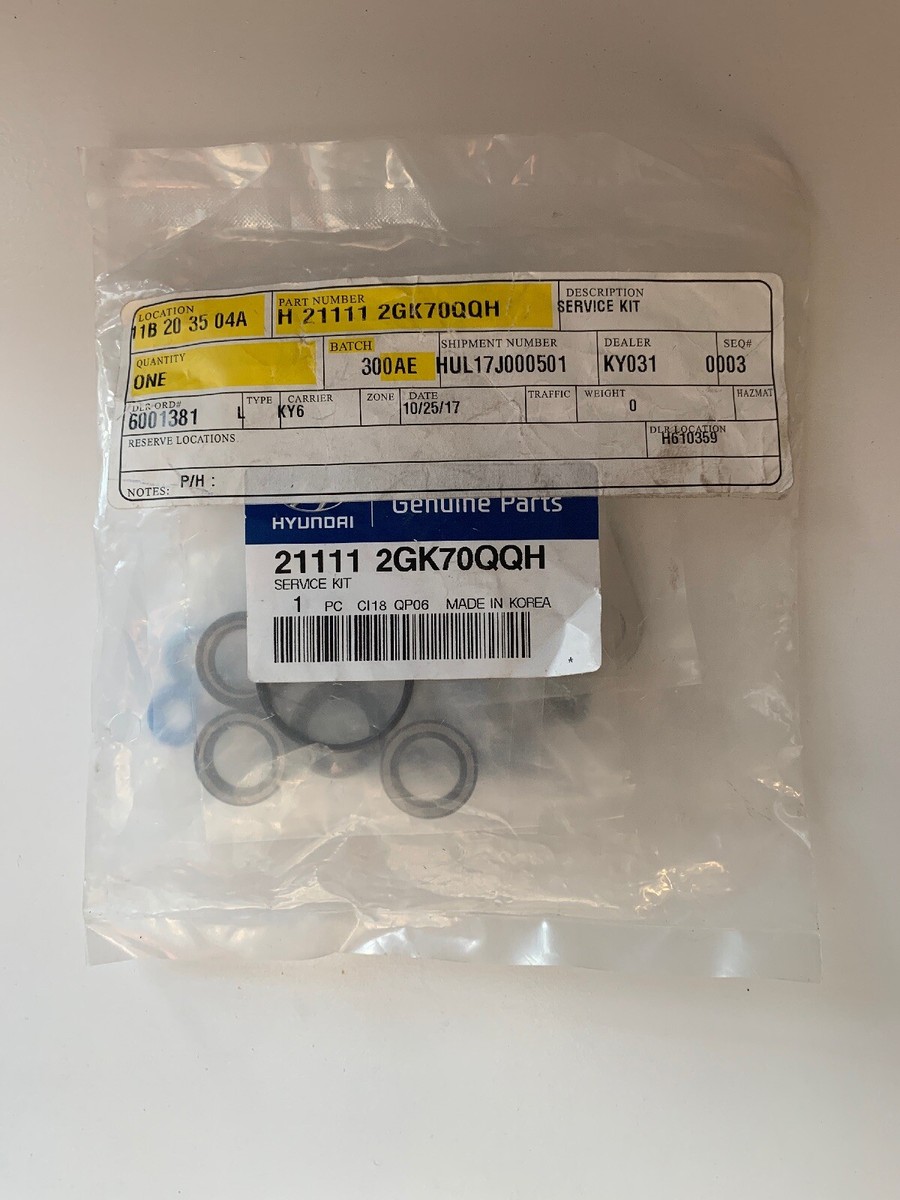 LOCATION
11B 20 35 04A
PART NUMBER
H 21111 2GK70QQH
DESCRIPTION
SERVICE KIT
QUANTITY
ONE
BATCH
300AE
SHIPMENT NUMBER
HUL17J000501
DEALER
KY031
SEQ#
0003
DLR ORD#
6001381
L
TYPE
CARRIER
KY6
ZONE
DATE
10/25/17
TRAFFIC
WEIGHT
0
HAZMAT
RESERVE LOCATIONS
DLR LOCATION
H610359
NOTES: P/H :
HYUNDAI
Genuine Parts
21111 2GK70QQH
SERVICE KIT
1 PC CI18 QP06 MADE IN KOREA
*